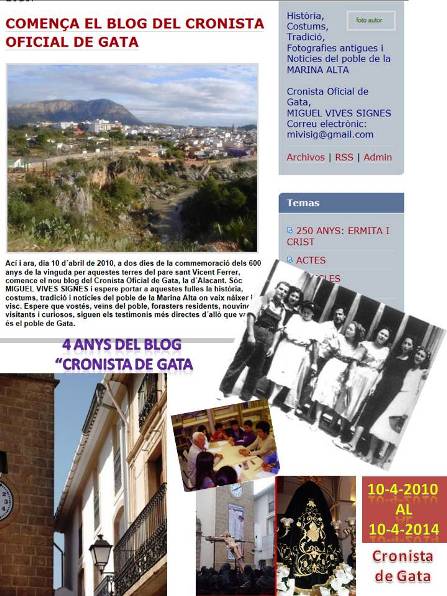 COMENÇA EL BLOG DEL CRONISTA
OFICIAL DE GATA
Ací i ara, dia 10 d´abril de 2010, a dos dies de la commemoració dels 600
anys de la vinguda per aquestes terres del pare sant Vicent Ferrer,
comence el nou blog del Cronista Oficial de Gata, la d´Alacant. Sóc
MIGUEL VIVES SIGNES i espere portar a aquestes fulles la història,
costums, tradició i notícies del poble de la Marina Alta on vaix nàixer i
visc. Espere que vostés, veïns del poble, forasters residents,
visitants i curiosos, siguen els testimonis més directes d´allò que
és el poble de Gata.
Història,
Costums,
Tradició,
Fotografies antigues i
Noticies del poble de la
MARINA ALTA
foto autor
Cronista Oficial de
Gata,
MIGUEL VIVES SIGNES
Correu electrònic:
mivisig@gmail.com
Archivos | RSS | Admin
Temas
250 ANYS: ERMITA I
CRIST
ACTES
4 ANYS DEL BLOG
“CRONISTA DE GATA
10-4-2010
AL
10-4-2014
Cronista
de Gata